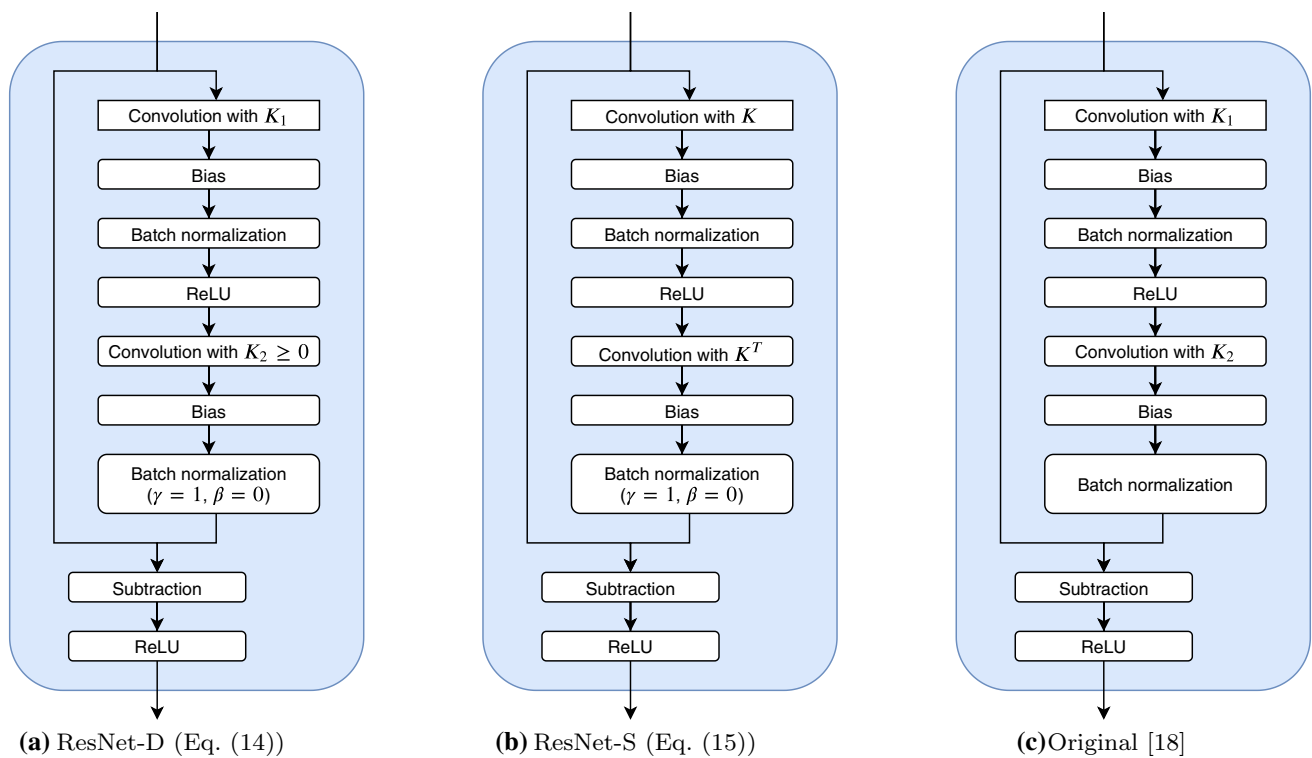 Convolution with K₁
Bias
Batch normalization
ReLU
Convolution with K₂ ≥ 0
Bias
Batch normalization
(γ = 1, β = 0)
Subtraction
ReLU
(a) ResNet-D (Eq. (14))
Convolution with K
Bias
Batch normalization
ReLU
Convolution with Kᵀ
Bias
Batch normalization
(γ = 1, β = 0)
Subtraction
ReLU
(b) ResNet-S (Eq. (15))
Convolution with K₁
Bias
Batch normalization
ReLU
Convolution with K₂
Bias
Batch normalization
Subtraction
ReLU
(c)Original [18]